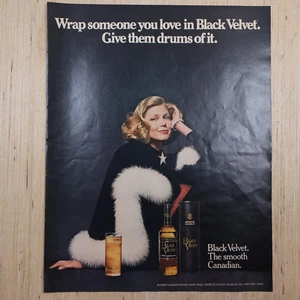 Wrap someone you love in Black Velvet.
Give them drums of it.
Black Velvet.
The smooth
Canadian.